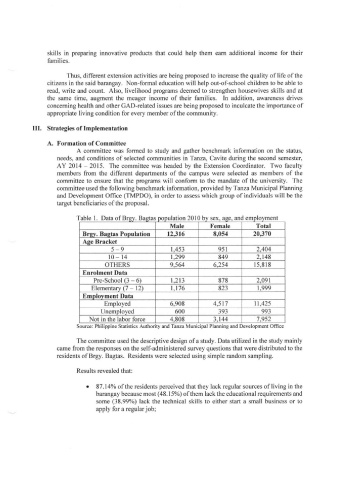 skills in preparing innovative products that could help them earn additional income for their
families.
Thus, different extension activities are being proposed to increase the quality of life of the
citizens in the said barangay. Non-formal education will help out-of-school children to be able to
read, write and count. Also, livelihood programs deemed to strengthen housewives skills and at
the same time, augment the meager income of their families. In addition, awareness drives
concerning health and other GAD-related issues are being proposed to inculcate the importance of
appropriate living condition for every member of the community.
III. Strategies of Implementation
A. Formation of Committee
A committee was formed to study and gather benchmark information on the status,
needs, and conditions of selected communities in Tanza, Cavite during the second semester,
AY 2014 – 2015. The committee was headed by the Extension Coordinator. Two faculty
members from the different departments of the campus were selected as members of the
committee to ensure that the programs will conform to the mandate of the university. The
committee used the following benchmark information, provided by Tanza Municipal Planning
and Development Office (TMPDO), in order to assess which group of individuals will be the
target beneficiaries of the proposal.
Table 1. Data of Brgy. Bagtas population 2010 by sex, age, and employment
Male Female Total
Brgy. Bagtas Population 12,316 8,054 20,370
Age Bracket
5 – 9 1,453 951 2,404
10 – 14 1,299 849 2,148
OTHERS 9,564 6,254 15,818
Enrolment Data
Pre-School (3 – 6) 1,213 878 2,091
Elementary (7 – 12) 1,176 823 1,999
Employment Data
Employed 6,908 4,517 11,425
Unemployed 600 393 993
Not in the labor force 4,808 3,144 7,952
Source: Philippine Statistics Authority and Tanza Municipal Planning and Development Office
The committee used the descriptive design of a study. Data utilized in the study mainly
came from the responses on the self-administered survey questions that were distributed to the
residents of Brgy. Bagtas. Residents were selected using simple random sampling.
Results revealed that:
• 87.14% of the residents perceived that they lack regular sources of living in the
barangay because most (48.15%) of them lack the educational requirements and
some (38.99%) lack the technical skills to either start a small business or to
apply for a regular job;